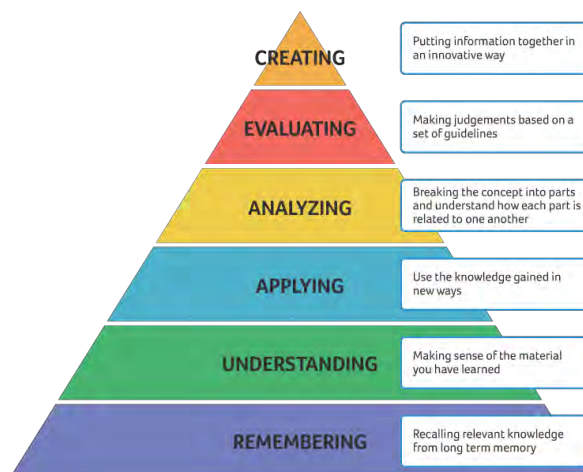 CREATING
Putting information together in
an innovative way
EVALUATING
Making judgements based on a
set of guidelines
ANALYZING
Breaking the concept into parts
and understand how each part is
related to one another
APPLYING
Use the knowledge gained in
new ways
UNDERSTANDING
Making sense of the material
you have learned
REMEMBERING
Recalling relevant knowledge
from long term memory